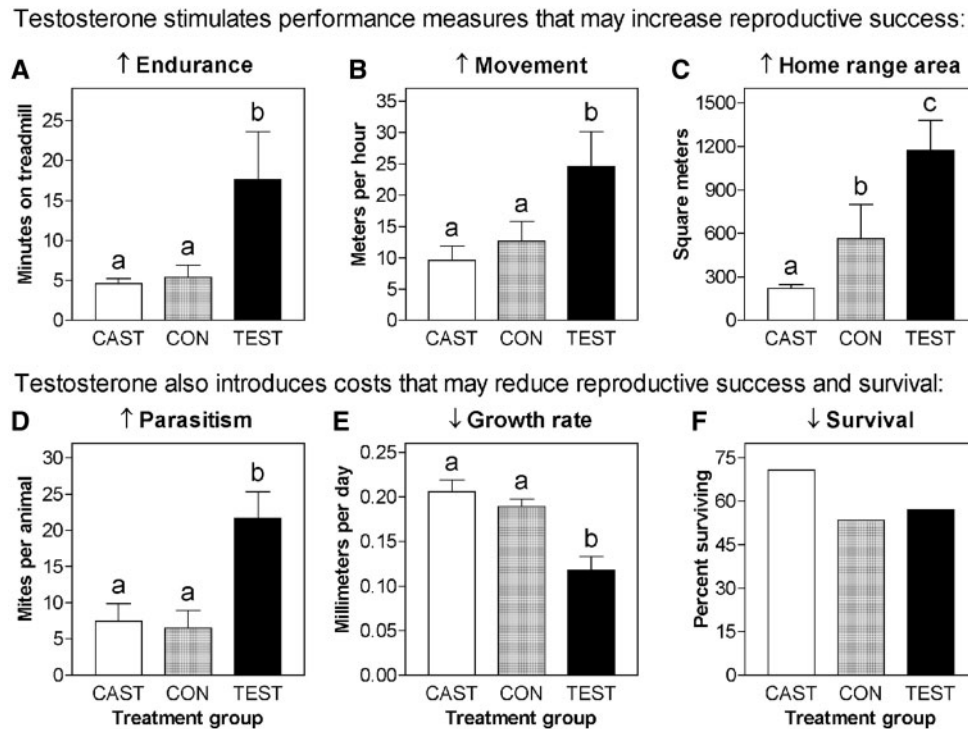 Testosterone stimulates performance measures that may increase reproductive success:
A ↑ Endurance
Minutes on treadmill
25
20
15
10
5
0
a
a
b
CAST CON TEST
B ↑ Movement
Meters per hour
35
30
25
20
15
10
5
0
a
a
b
CAST CON TEST
C ↑ Home range area
Square meters
1500
1200
900
600
300
0
a
b
c
CAST CON TEST
Testosterone also introduces costs that may reduce reproductive success and survival:
D ↑ Parasitism
Mites per animal
30
25
20
15
10
5
0
a
a
b
CAST CON TEST
Treatment group
E ↓ Growth rate
Millimeters per day
0.25
0.20
0.15
0.10
0.05
0.00
a
a
b
CAST CON TEST
Treatment group
F ↓ Survival
Percent surviving
75
60
45
30
15
0
CAST CON TEST
Treatment group